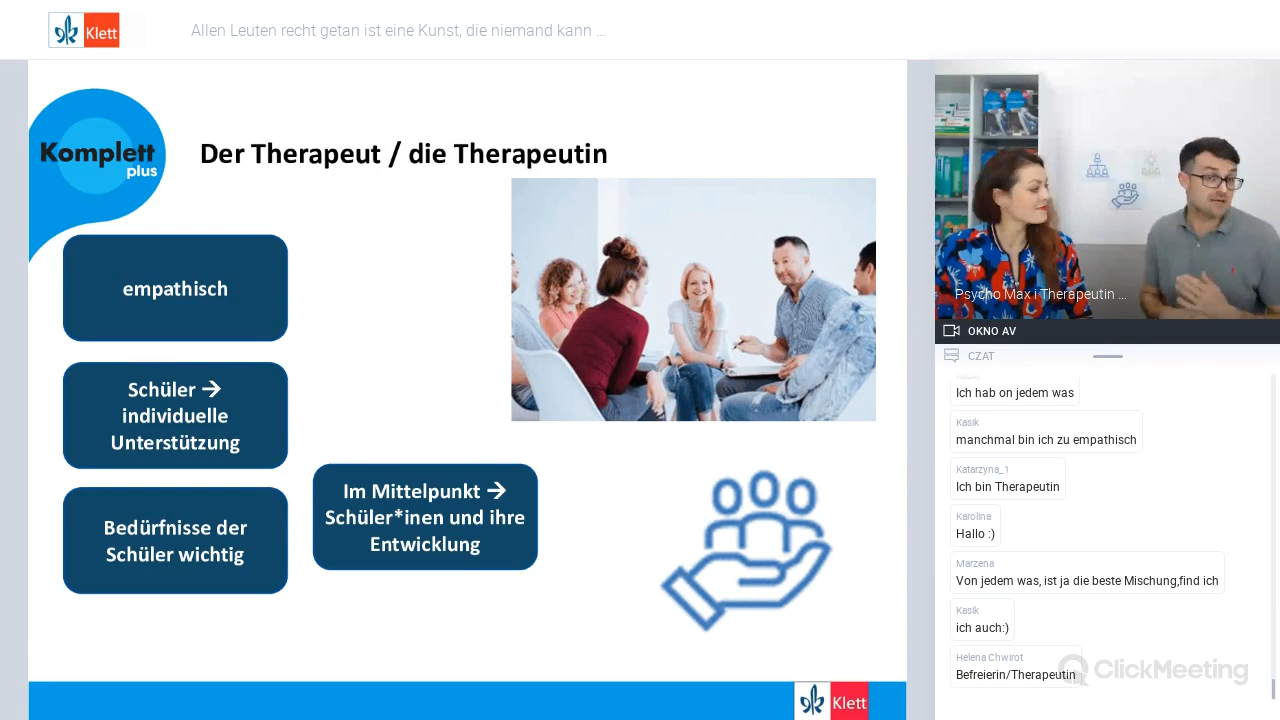 Klett
Allen Leuten recht getan ist eine Kunst, die niemand kann ...
Komplett
plus
Der Therapeut / die Therapeutin
empathisch
Schüler →
individuelle
Unterstützung
Bedürfnisse der
Schüler wichtig
Im Mittelpunkt →
Schüler*inen und ihre
Entwicklung
Klett
Psycho Max i Therapeutin ...
OKNO AV
CZAT
Ich hab on jedem was
Kasik
manchmal bin ich zu empathisch
Katarzyna_1
Ich bin Therapeutin
Karolina
Hallo :)
Marzena
Von jedem was, ist ja die beste Mischung,find ich
Kasik
ich auch:)
Helena Chwirot
Befreierin/Therapeutin
ClickMeeting